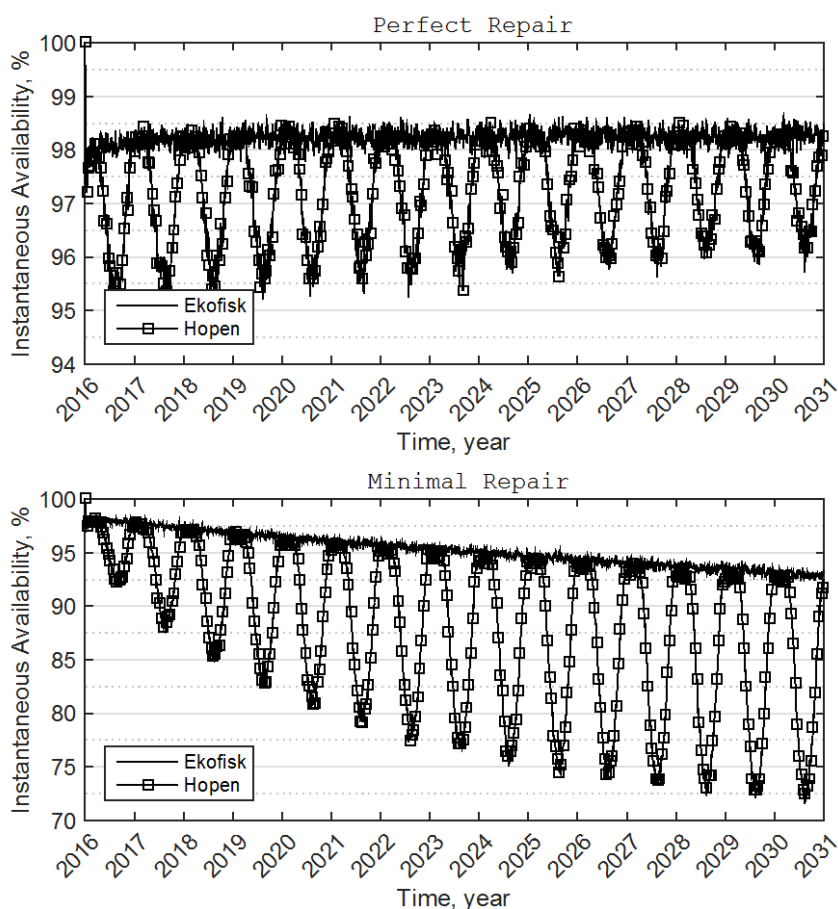 Perfect Repair
Instantaneous Availability, %
100
99
98
97
96
95
94
Ekofisk
Hopen
2016 2017 2018 2019 2020 2021 2022 2023 2024 2025 2026 2027 2028 2029 2030 2031
Time, year
Minimal Repair
Instantaneous Availability, %
100
95
90
85
80
75
70
Ekofisk
Hopen
2016 2017 2018 2019 2020 2021 2022 2023 2024 2025 2026 2027 2028 2029 2030 2031
Time, year